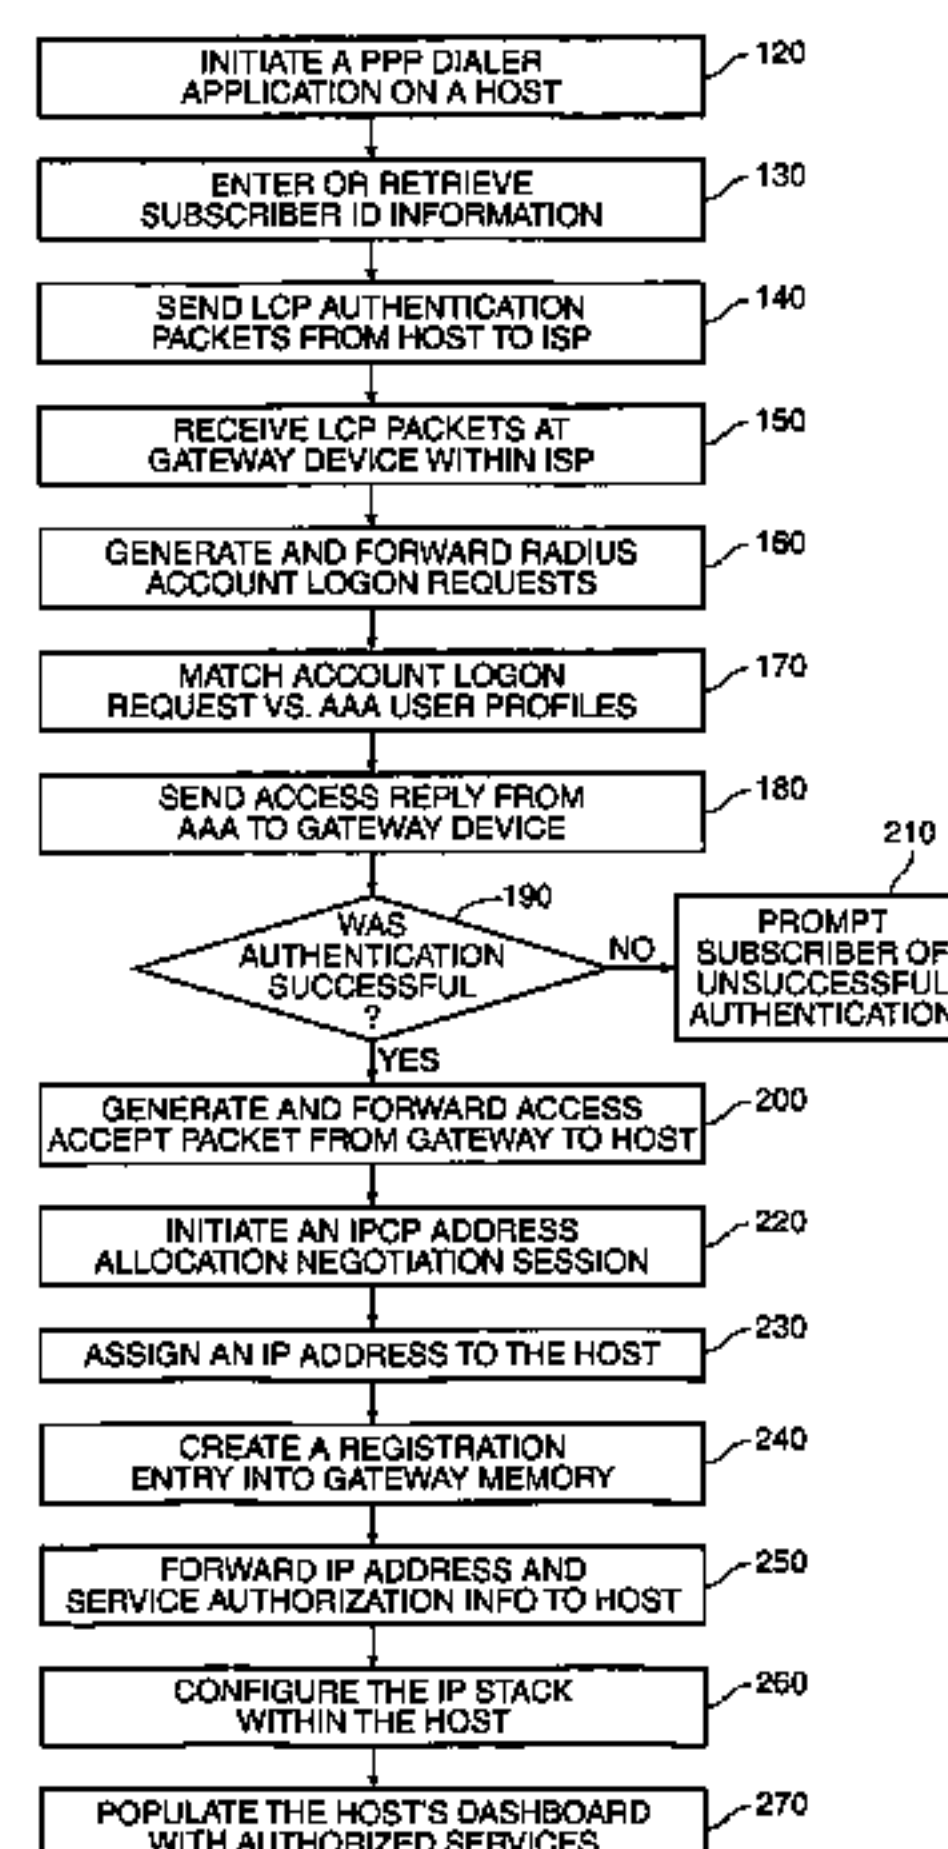 INITIATE A PPP DIALER
APPLICATION ON A HOST
120
ENTER OR RETRIEVE
SUBSCRIBER ID INFORMATION
130
SEND LCP AUTHENTICATION
PACKETS FROM HOST TO ISP
140
RECEIVE LCP PACKETS AT
GATEWAY DEVICE WITHIN ISP
150
GENERATE AND FORWARD RADIUS
ACCOUNT LOGON REQUESTS
160
MATCH ACCOUNT LOGON
REQUEST VS. AAA USER PROFILES
170
SEND ACCESS REPLY FROM
AAA TO GATEWAY DEVICE
180
WAS
AUTHENTICATION
SUCCESSFUL
?
190
NO
210
PROMPT
SUBSCRIBER OF
UNSUCCESSFUL
AUTHENTICATION
YES
GENERATE AND FORWARD ACCESS
ACCEPT PACKET FROM GATEWAY TO HOST
200
INITIATE AN IPCP ADDRESS
ALLOCATION NEGOTIATION SESSION
220
ASSIGN AN IP ADDRESS TO THE HOST
230
CREATE A REGISTRATION
ENTRY INTO GATEWAY MEMORY
240
FORWARD IP ADDRESS AND
SERVICE AUTHORIZATION INFO TO HOST
250
CONFIGURE THE IP STACK
WITHIN THE HOST
260
POPULATE THE HOST'S DASHBOARD
WITH AUTHORIZED SERVICES
270